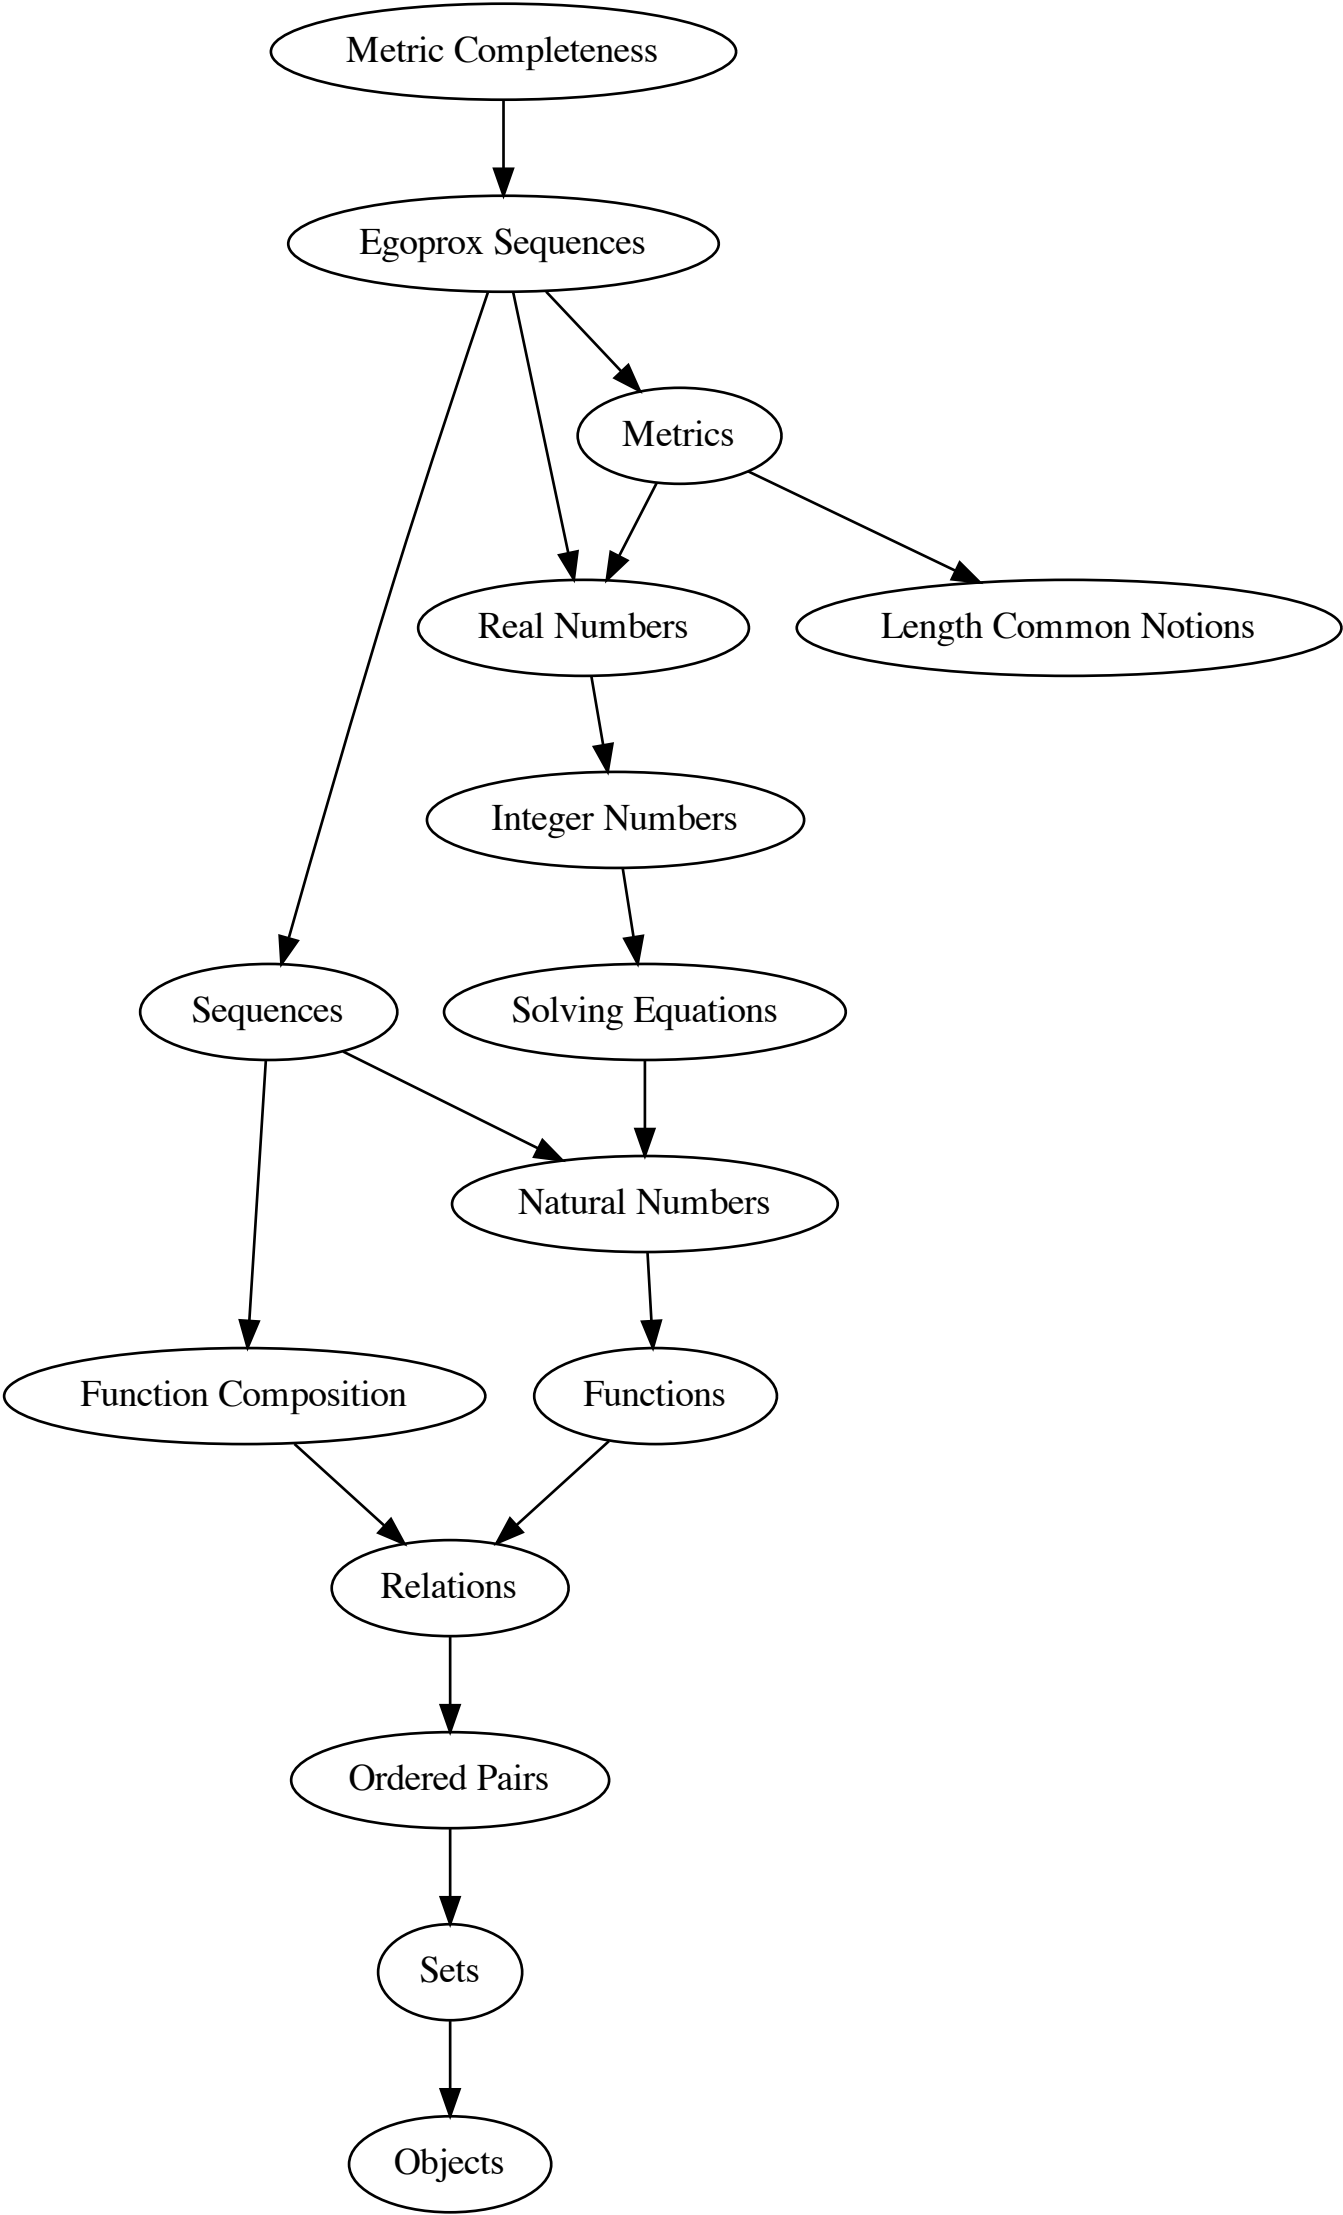 Metric Completeness
Egoprox Sequences
Metrics
Real Numbers
Length Common Notions
Integer Numbers
Sequences
Solving Equations
Natural Numbers
Function Composition
Functions
Relations
Ordered Pairs
Sets
Objects